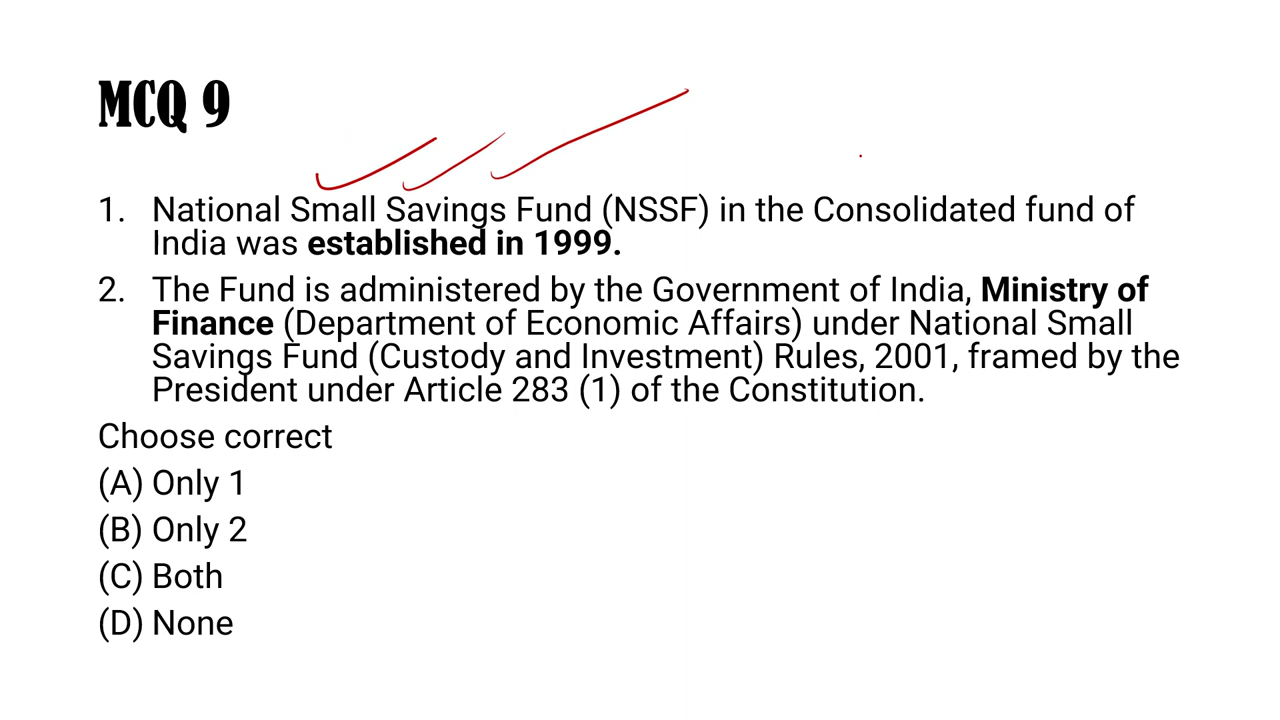 MCQ 9
1. National Small Savings Fund (NSSF) in the Consolidated fund of
India was established in 1999.
2. The Fund is administered by the Government of India, Ministry of
Finance (Department of Economic Affairs) under National Small
Savings Fund (Custody and Investment) Rules, 2001, framed by the
President under Article 283 (1) of the Constitution.
Choose correct
(A) Only 1
(B) Only 2
(C) Both
(D) None